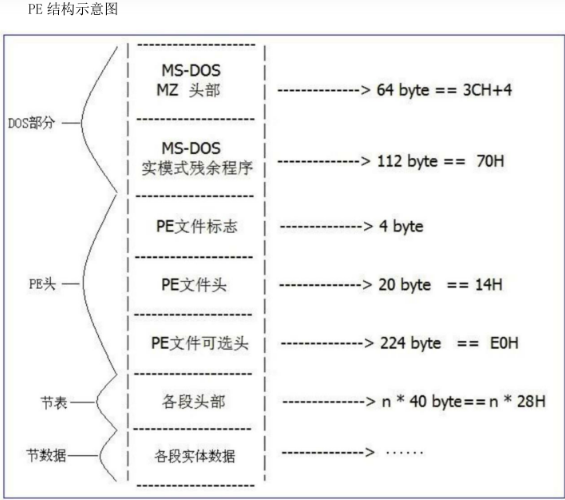 PE 结构示意图
DOS部分
MS-DOS
MZ 头部
--------------> 64 byte == 3CH+4
MS-DOS
实模式残余程序
--------------> 112 byte == 70H
PE头
PE文件标志
--------------> 4 byte
PE文件头
--------------> 20 byte == 14H
PE文件可选头
--------------> 224 byte == E0H
节表
各段头部
--------------> n * 40 byte==n * 28H
节数据
各段实体数据
--------------> ······